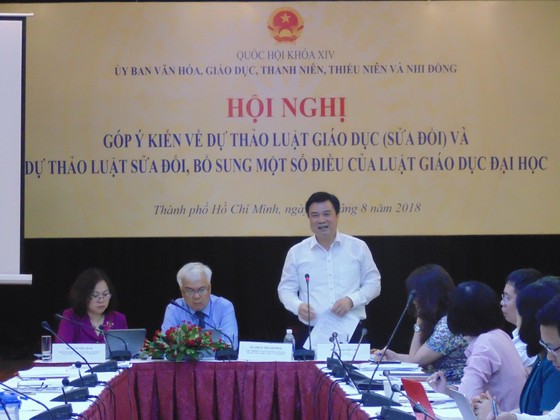 QUỐC HỘI KHÓA XIV
ỦY BAN VĂN HÓA, GIÁO DỤC, THANH NIÊN, THIẾU NIÊN VÀ NHI ĐỒNG
HỘI NGHỊ
GÓP Ý KIẾN VỀ DỰ THẢO LUẬT GIÁO DỤC (SỬA ĐỔI) VÀ
DỰ THẢO LUẬT SỬA ĐỔI, BỔ SUNG MỘT SỐ ĐIỀU CỦA LUẬT GIÁO DỤC ĐẠI HỌC
Thành phố Hồ Chí Minh, ngày 8 năm 2018